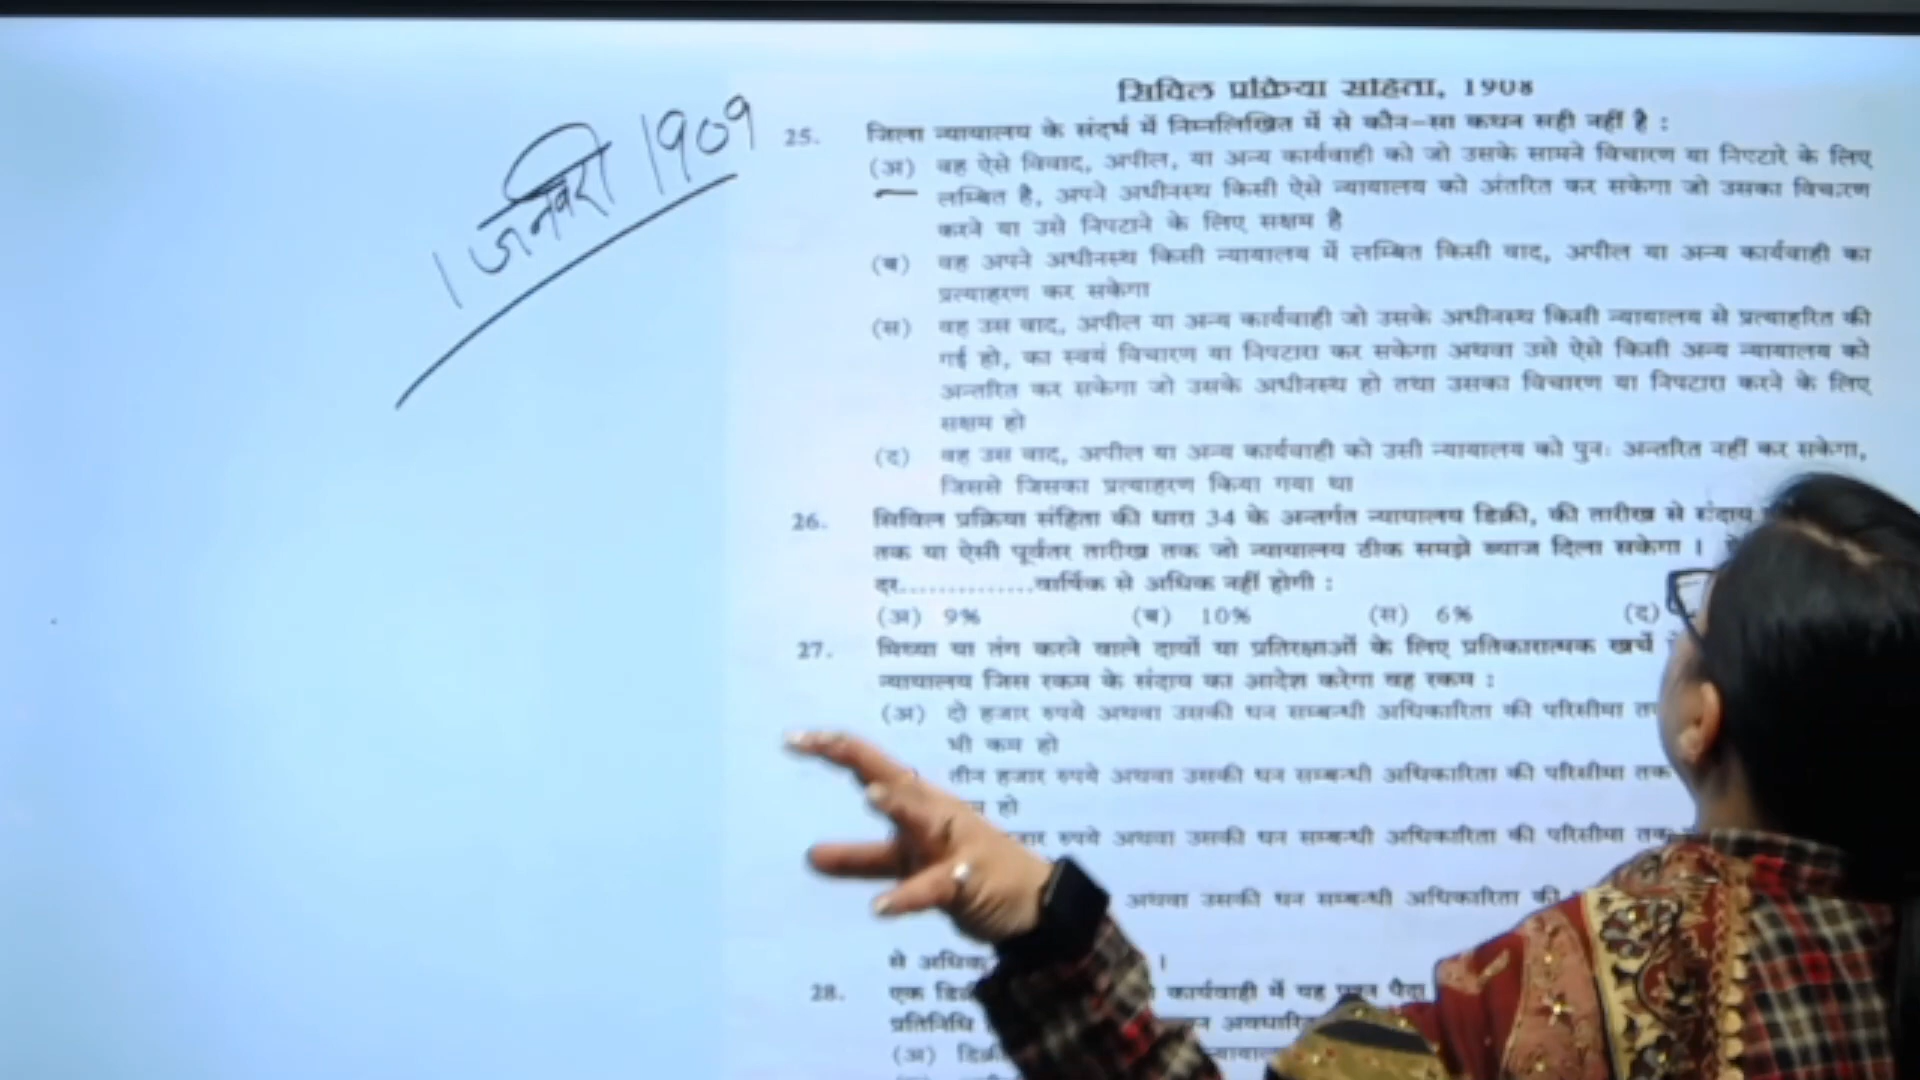 1 जनवरी 1909
सिविल प्रक्रिया संहिता, 1908
25. जिला न्यायालय के संदर्भ में निम्नलिखित में से कौन-सा कथन सही नहीं है :
(अ) वह ऐसे विवाद, अपील, या अन्य कार्यवाही को जो उसके सामने विचारण या निपटारे के लिए
लम्बित है, अपने अधीनस्थ किसी ऐसे न्यायालय को अंतरित कर सकेगा जो उसका विचारण
करने या उसे निपटाने के लिए सक्षम है
(ब) वह अपने अधीनस्थ किसी न्यायालय में लम्बित किसी वाद, अपील या अन्य कार्यवाही का
प्रत्याहरण कर सकेगा
(स) वह उस वाद, अपील या अन्य कार्यवाही जो उसके अधीनस्थ किसी न्यायालय से प्रत्याहरित की
गई हो, का स्वयं विचारण या निपटारा कर सकेगा अथवा उसे ऐसे किसी अन्य न्यायालय को
अन्तरित कर सकेगा जो उसके अधीनस्थ हो तथा उसका विचारण या निपटारा करने के लिए
सक्षम हो
(द) वह उस वाद, अपील या अन्य कार्यवाही को उसी न्यायालय को पुनः अन्तरित नहीं कर सकेगा,
जिससे जिसका प्रत्याहरण किया गया था
26. सिविल प्रक्रिया संहिता की धारा 34 के अन्तर्गत न्यायालय डिक्री, की तारीख से संदाय
तक या ऐसी पूर्वतर तारीख तक जो न्यायालय ठीक समझे ब्याज दिला सकेगा ।
दर..............वार्षिक से अधिक नहीं होगी :
(अ) 9% (ब) 10% (स) 6% (द)
27. मिथ्या या तंग करने वाले दावों या प्रतिरक्षाओं के लिए प्रतिकारात्मक खर्चे
न्यायालय जिस रकम के संदाय का आदेश करेगा वह रकम :
(अ) दो हजार रुपये अथवा उसकी धन सम्बन्धी अधिकारिता की परिसीमा
भी कम हो
तीन हजार रुपये अथवा उसकी धन सम्बन्धी अधिकारिता की परिसीमा तक
हो
रुपये अथवा उसकी धन सम्बन्धी अधिकारिता की परिसीमा तक
अथवा उसकी धन सम्बन्धी अधिकारिता की
से अधिक ।
28. एक कार्यवाही में यह प्रश्न पैदा
प्रतिनिधि
(अ)